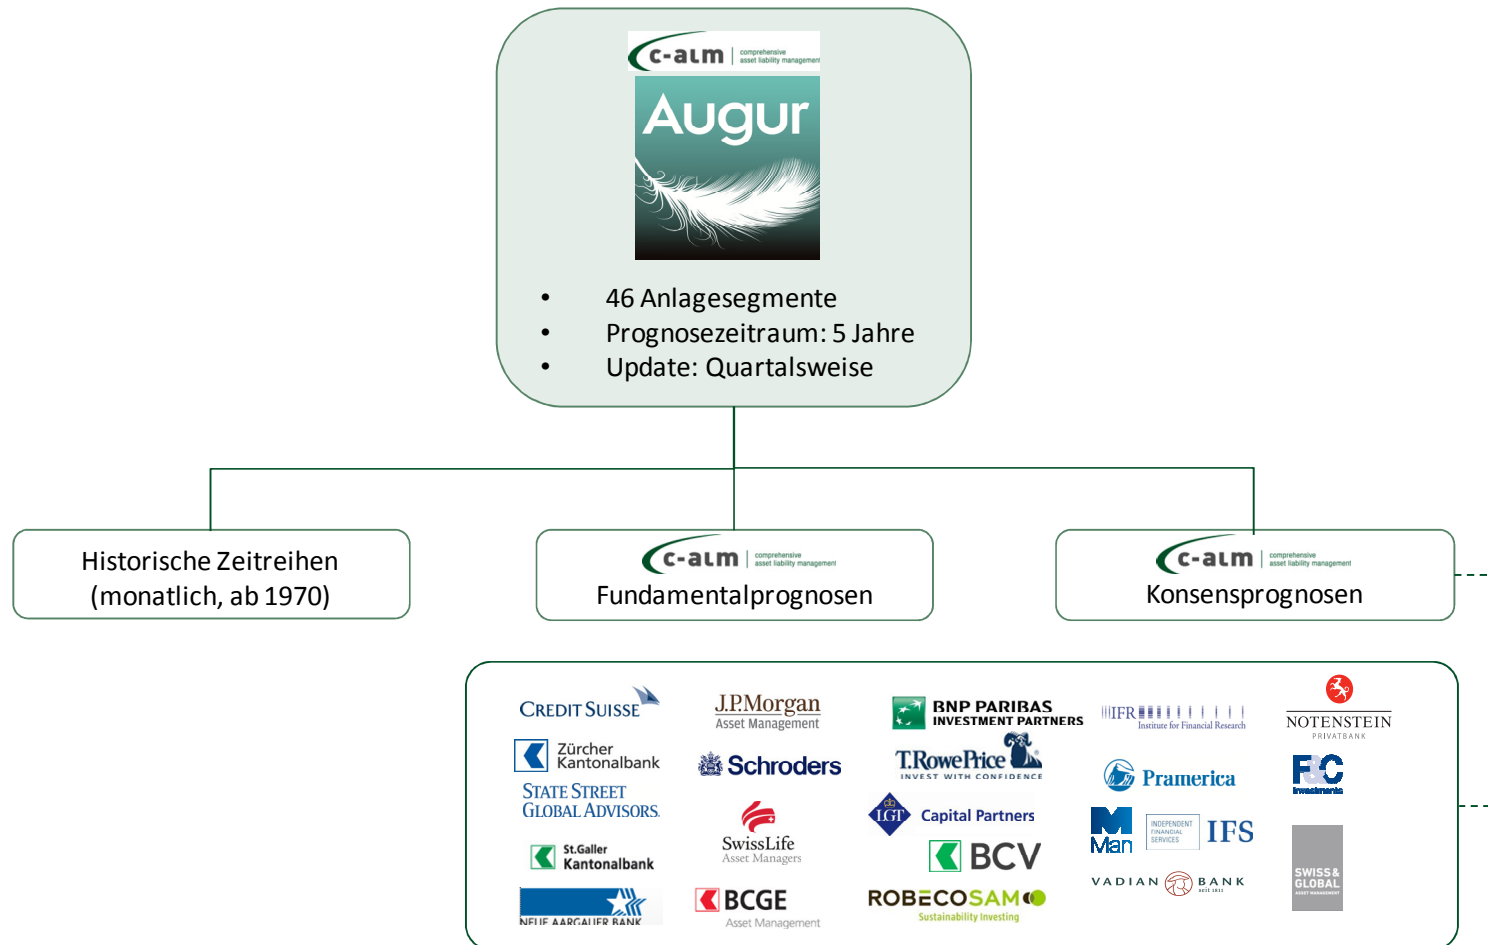 c-alm comprehensive
asset liability management
Augur
• 46 Anlagesegmente
• Prognosezeitraum: 5 Jahre
• Update: Quartalsweise
Historische Zeitreihen
(monatlich, ab 1970)
c-alm comprehensive
asset liability management
Fundamentalprognosen
c-alm comprehensive
asset liability management
Konsensprognosen
CREDIT SUISSE
J.P.Morgan
Asset Management
BNP PARIBAS
INVESTMENT PARTNERS
IFR
Institute for Financial Research
NOTENSTEIN
PRIVATBANK
Zürcher
Kantonalbank
Schroders
T.RowePrice
INVEST WITH CONFIDENCE
Pramerica
F&C
Investments
STATE STREET
GLOBAL ADVISORS.
SwissLife
Asset Managers
LGT Capital Partners
Man
INDEPENDENT
FINANCIAL
SERVICES
IFS
St.Galler
Kantonalbank
BCV
VADIAN BANK
seit 1811
SWISS &
GLOBAL
ASSET MANAGEMENT
NEUE AARGAUER BANK
BCGE
Asset Management
ROBECOSAM
Sustainability Investing